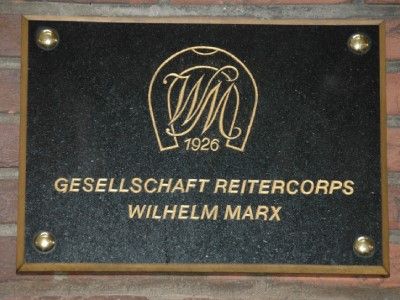 WM
1926
GESELLSCHAFT REITERCORPS
WILHELM MARX